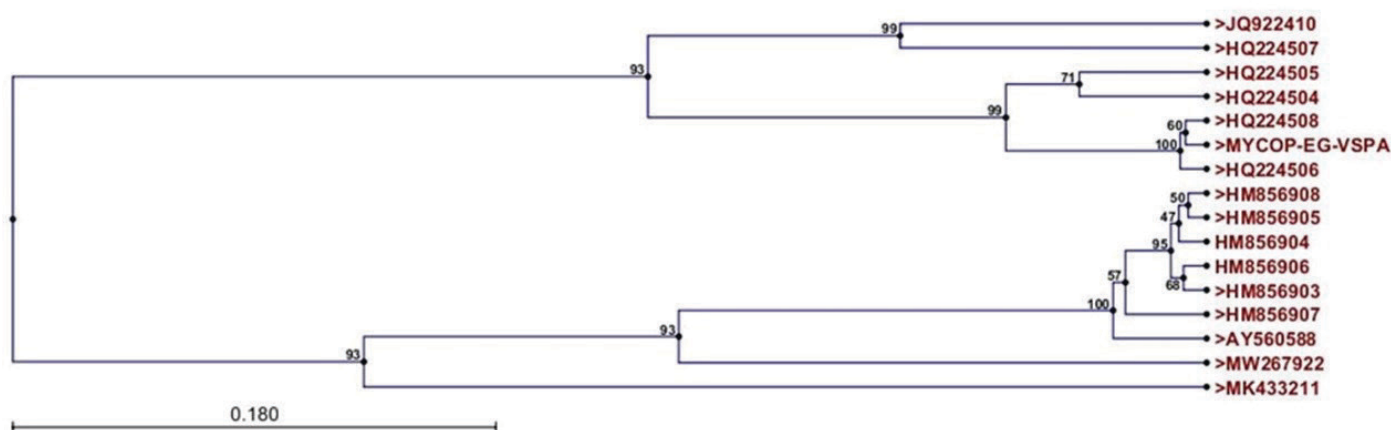 >JQ922410
99
>HQ224507
93
>HQ224505
71
>HQ224504
99
>HQ224508
60
>MYCOP-EG-VSPA
100
>HQ224506
>HM856908
50
>HM856905
47
HM856904
95
HM856906
68
>HM856903
57
>HM856907
100
>AY560588
93
>MW267922
93
>MK433211
0.180